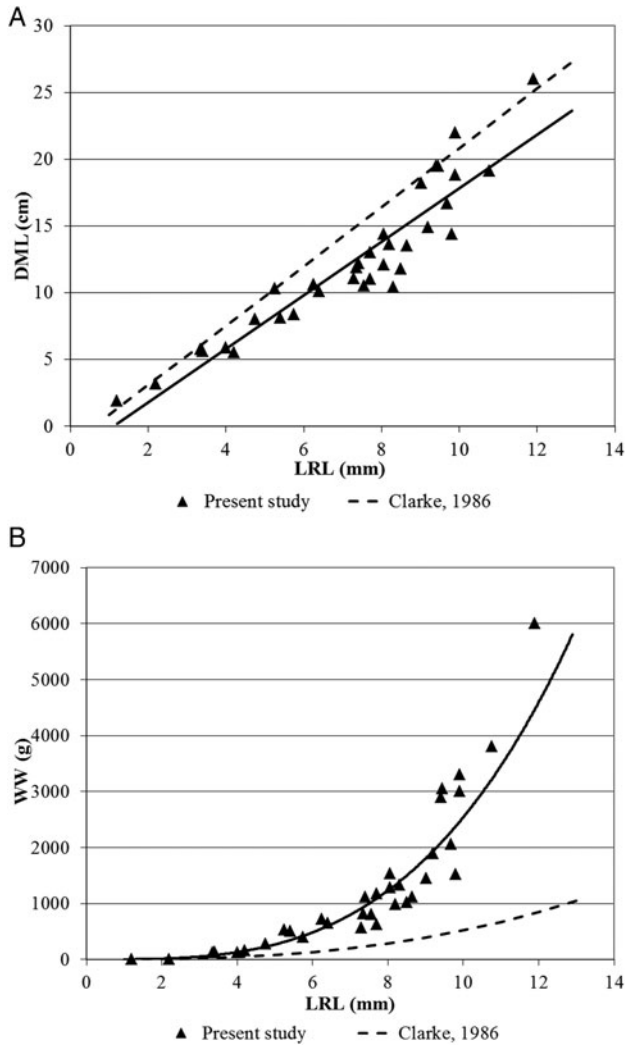 A
30
25
20
15
10
5
0
DML (cm)
0 2 4 6 8 10 12 14
LRL (mm)
▲ Present study – – – Clarke, 1986
B
7000
6000
5000
4000
3000
2000
1000
0
WW (g)
0 2 4 6 8 10 12 14
LRL (mm)
▲ Present study – – – Clarke, 1986